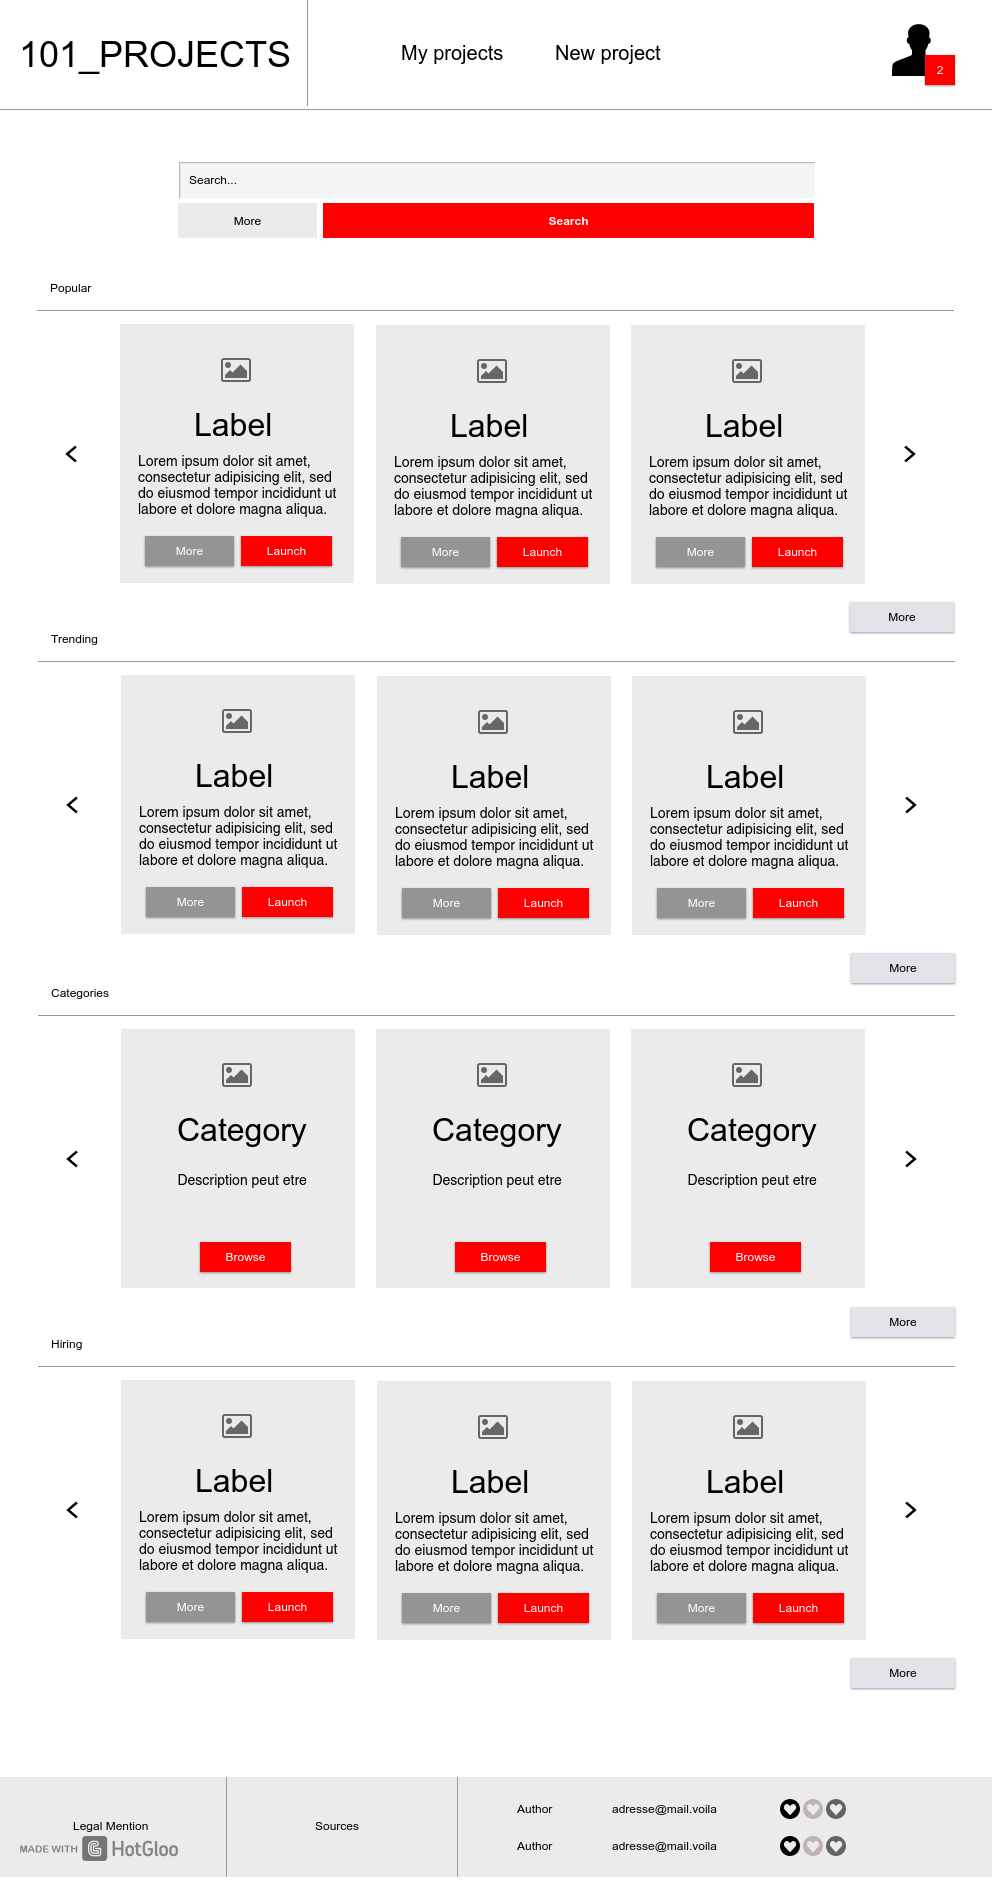 101_PROJECTS
My projects
New project
2
Search...
More
Search
Popular
Label
Lorem ipsum dolor sit amet,
consectetur adipisicing elit, sed
do eiusmod tempor incididunt ut
labore et dolore magna aliqua.
More
Launch
Label
Lorem ipsum dolor sit amet,
consectetur adipisicing elit, sed
do eiusmod tempor incididunt ut
labore et dolore magna aliqua.
More
Launch
Label
Lorem ipsum dolor sit amet,
consectetur adipisicing elit, sed
do eiusmod tempor incididunt ut
labore et dolore magna aliqua.
More
Launch
More
Trending
Label
Lorem ipsum dolor sit amet,
consectetur adipisicing elit, sed
do eiusmod tempor incididunt ut
labore et dolore magna aliqua.
More
Launch
Label
Lorem ipsum dolor sit amet,
consectetur adipisicing elit, sed
do eiusmod tempor incididunt ut
labore et dolore magna aliqua.
More
Launch
Label
Lorem ipsum dolor sit amet,
consectetur adipisicing elit, sed
do eiusmod tempor incididunt ut
labore et dolore magna aliqua.
More
Launch
More
Categories
Category
Description peut etre
Browse
Category
Description peut etre
Browse
Category
Description peut etre
Browse
More
Hiring
Label
Lorem ipsum dolor sit amet,
consectetur adipisicing elit, sed
do eiusmod tempor incididunt ut
labore et dolore magna aliqua.
More
Launch
Label
Lorem ipsum dolor sit amet,
consectetur adipisicing elit, sed
do eiusmod tempor incididunt ut
labore et dolore magna aliqua.
More
Launch
Label
Lorem ipsum dolor sit amet,
consectetur adipisicing elit, sed
do eiusmod tempor incididunt ut
labore et dolore magna aliqua.
More
Launch
More
Legal Mention
MADE WITH HotGloo
Sources
Author adresse@mail.voila
Author adresse@mail.voila